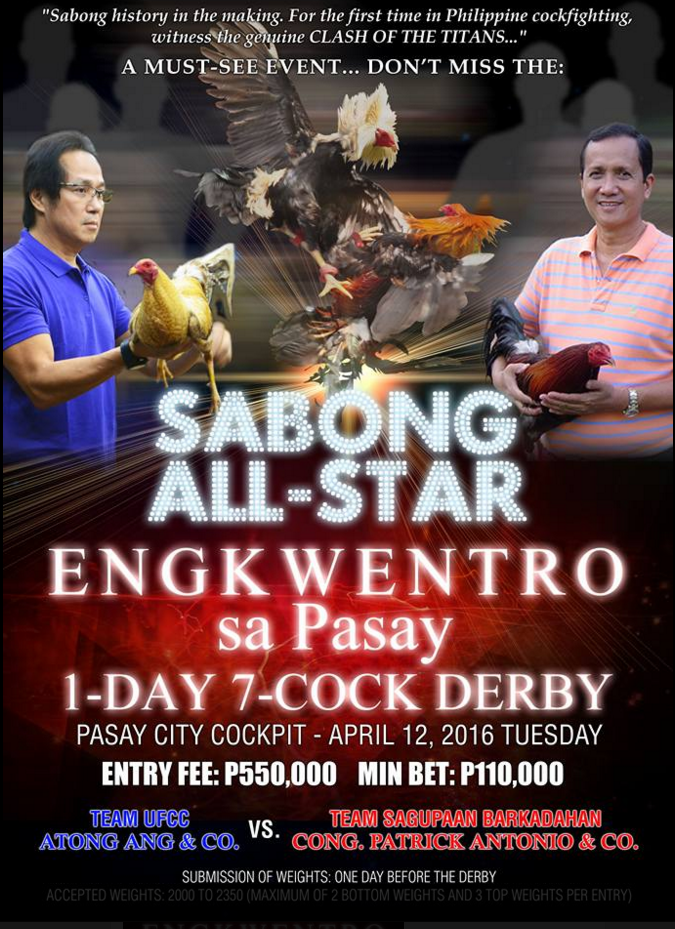 "Sabong history in the making. For the first time in Philippine cockfighting,
witness the genuine CLASH OF THE TITANS..."
A MUST-SEE EVENT... DON'T MISS THE:
SABONG
ALL-STAR
ENGKWENTRO
sa Pasay
1-DAY 7-COCK DERBY
PASAY CITY COCKPIT - APRIL 12, 2016 TUESDAY
ENTRY FEE: P550,000 MIN BET: P110,000
TEAM UFCC
ATONG ANG & CO.
VS.
TEAM SAGUPAAN BARKADAHAN
CONG. PATRICK ANTONIO & CO.
SUBMISSION OF WEIGHTS: ONE DAY BEFORE THE DERBY
ACCEPTED WEIGHTS: 2000 TO 2350 (MAXIMUM OF 2 BOTTOM WEIGHTS AND 3 TOP WEIGHTS PER ENTRY)